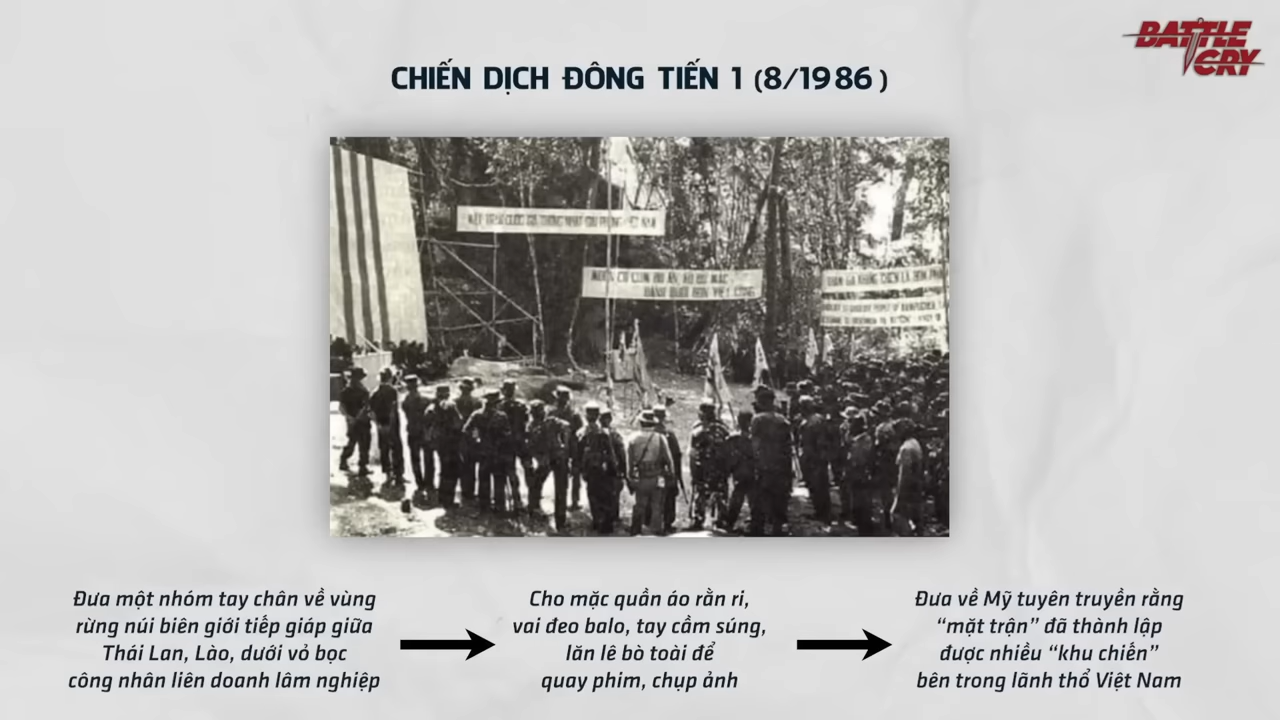 BATTLE
CRY
CHIẾN DỊCH ĐÔNG TIẾN 1 (8/1986)
VIỆT CỘNG
Đưa một nhóm tay chân về vùng
rừng núi biên giới tiếp giáp giữa
Thái Lan, Lào, dưới vỏ bọc
công nhân liên doanh lâm nghiệp
Cho mặc quần áo rằn ri,
vai đeo balo, tay cầm súng,
lăn lê bò toài để
quay phim, chụp ảnh
Đưa về Mỹ tuyên truyền rằng
“mặt trận” đã thành lập
được nhiều “khu chiến”
bên trong lãnh thổ Việt Nam